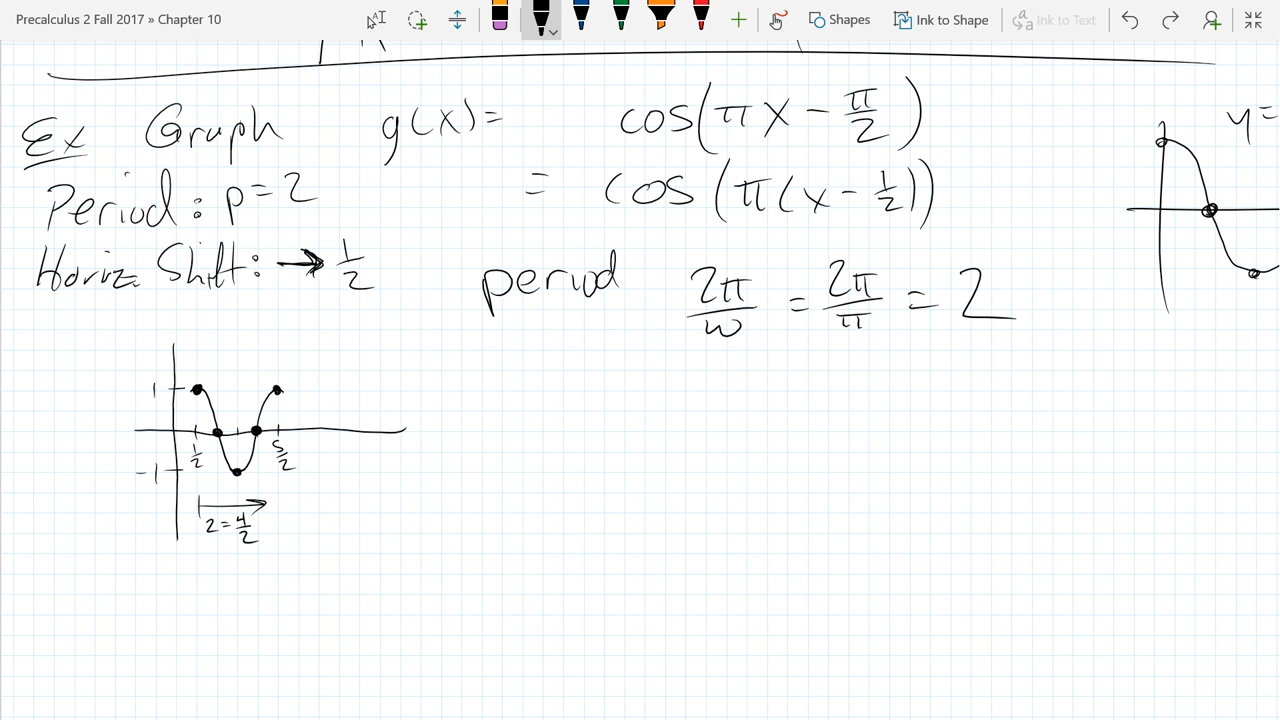 Precalculus 2 Fall 2017 » Chapter 10
Shapes
Ink to Shape
Ink to Text
Ex Graph g(x)= cos(πx - π/2)
= cos(π(x - 1/2))
y=
Period: p=2
Horiz Shift: → 1/2
period 2π/ω = 2π/π = 2
1
-1
1/2
5/2
2=4/2